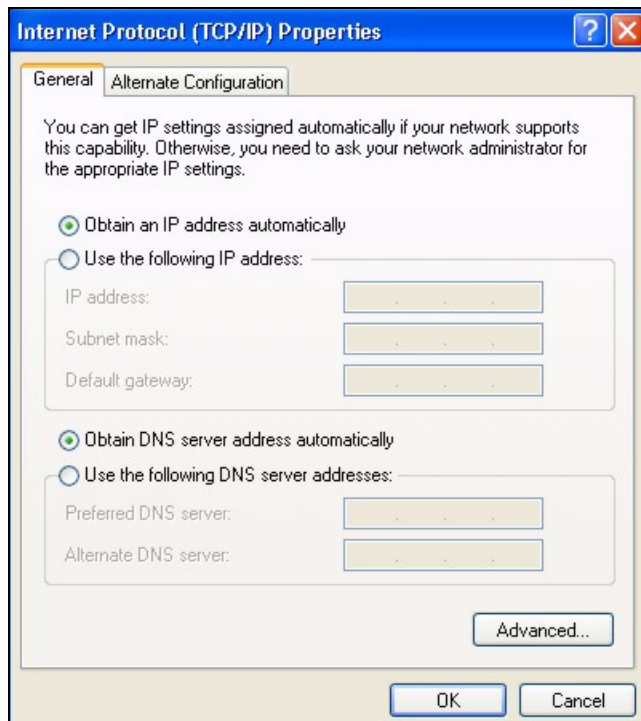 Internet Protocol (TCP/IP) Properties
General
Alternate Configuration
You can get IP settings assigned automatically if your network supports
this capability. Otherwise, you need to ask your network administrator for
the appropriate IP settings.
Obtain an IP address automatically
Use the following IP address:
IP address:
Subnet mask:
Default gateway:
Obtain DNS server address automatically
Use the following DNS server addresses:
Preferred DNS server:
Alternate DNS server:
Advanced...
OK
Cancel